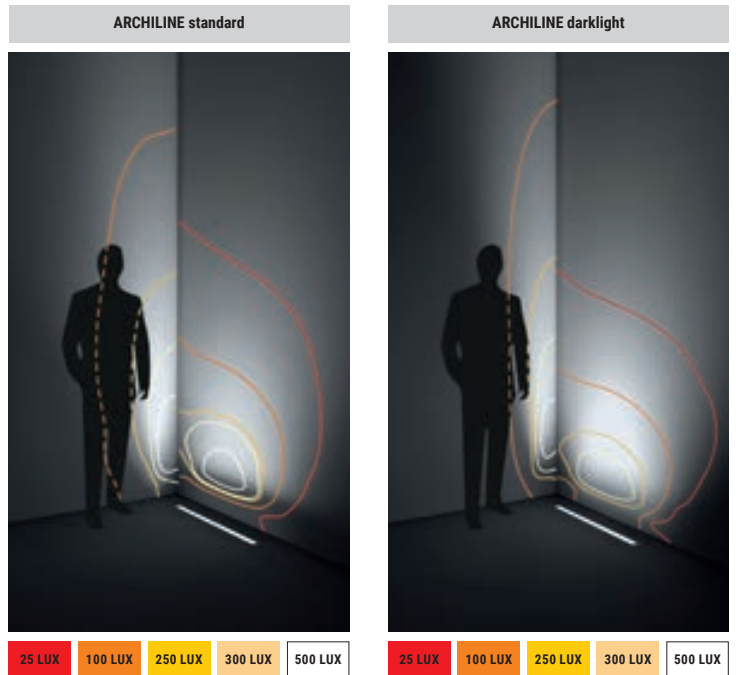 ARCHILINE standard
ARCHILINE darklight
25 LUX
100 LUX
250 LUX
300 LUX
500 LUX
25 LUX
100 LUX
250 LUX
300 LUX
500 LUX